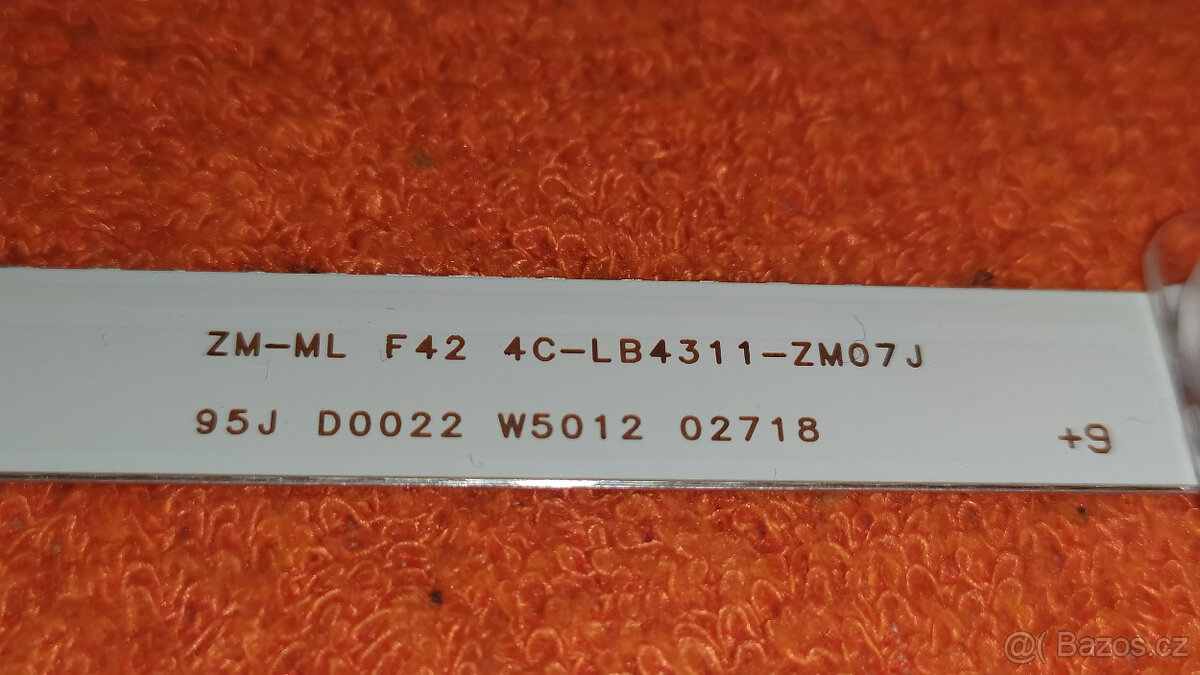 ZM-ML F42 4C-LB4311-ZM07J
95J D0022 W5012 02718
+9
@( Bazos.cz